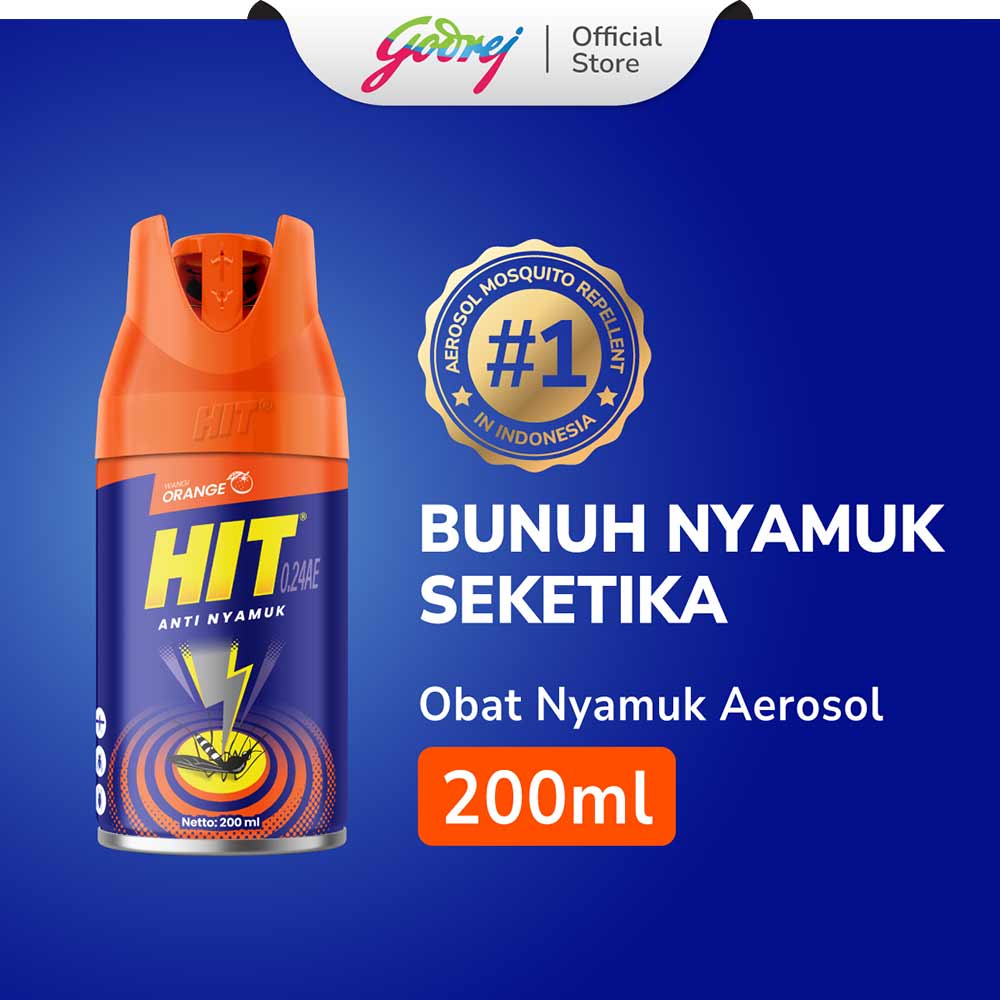 Godrej
Official
Store
AEROSOL MOSQUITO REPELLENT
#1
IN INDONESIA
HIT®
WANGI
ORANGE
HIT®
0.24AE
ANTI NYAMUK
Netto: 200 ml
BUNUH NYAMUK
SEKETIKA
Obat Nyamuk Aerosol
200ml